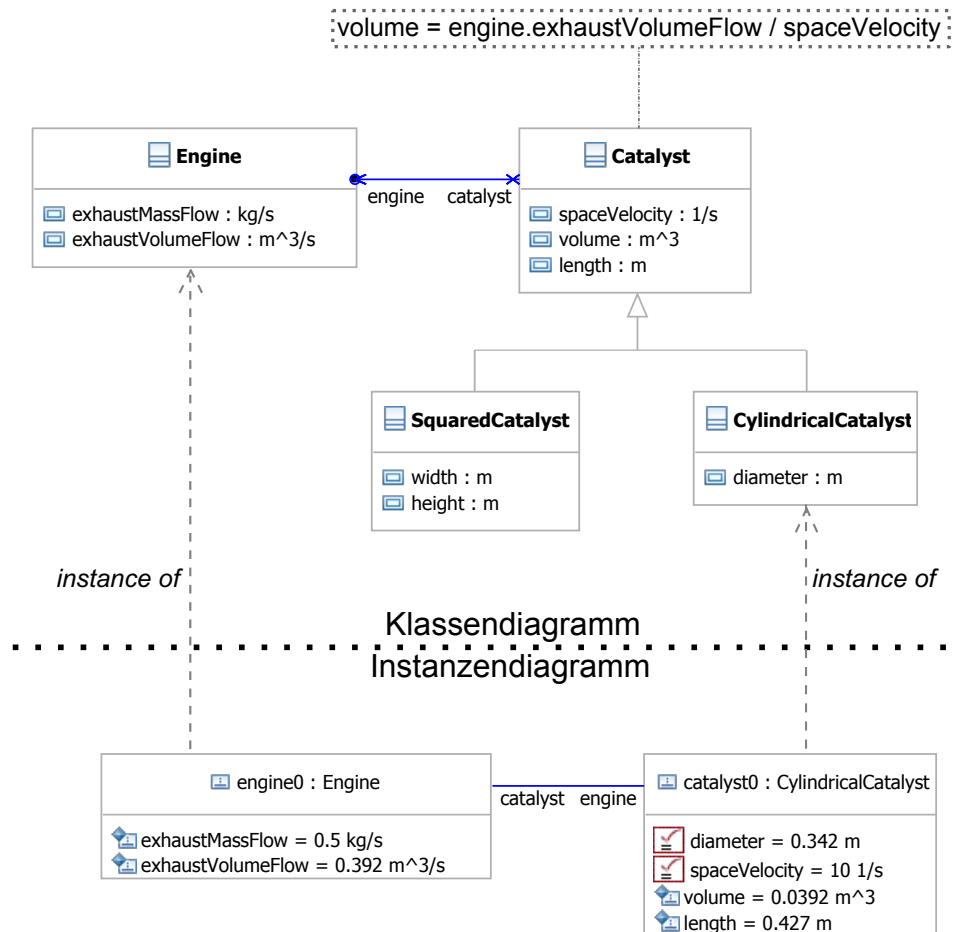 volume = engine.exhaustVolumeFlow / spaceVelocity
Engine
exhaustMassFlow : kg/s
exhaustVolumeFlow : m^3/s
engine catalyst
Catalyst
spaceVelocity : 1/s
volume : m^3
length : m
SquaredCatalyst
width : m
height : m
CylindricalCatalyst
diameter : m
instance of
instance of
Klassendiagramm
Instanzendiagramm
engine0 : Engine
exhaustMassFlow = 0.5 kg/s
exhaustVolumeFlow = 0.392 m^3/s
catalyst engine
catalyst0 : CylindricalCatalyst
diameter = 0.342 m
spaceVelocity = 10 1/s
volume = 0.0392 m^3
length = 0.427 m